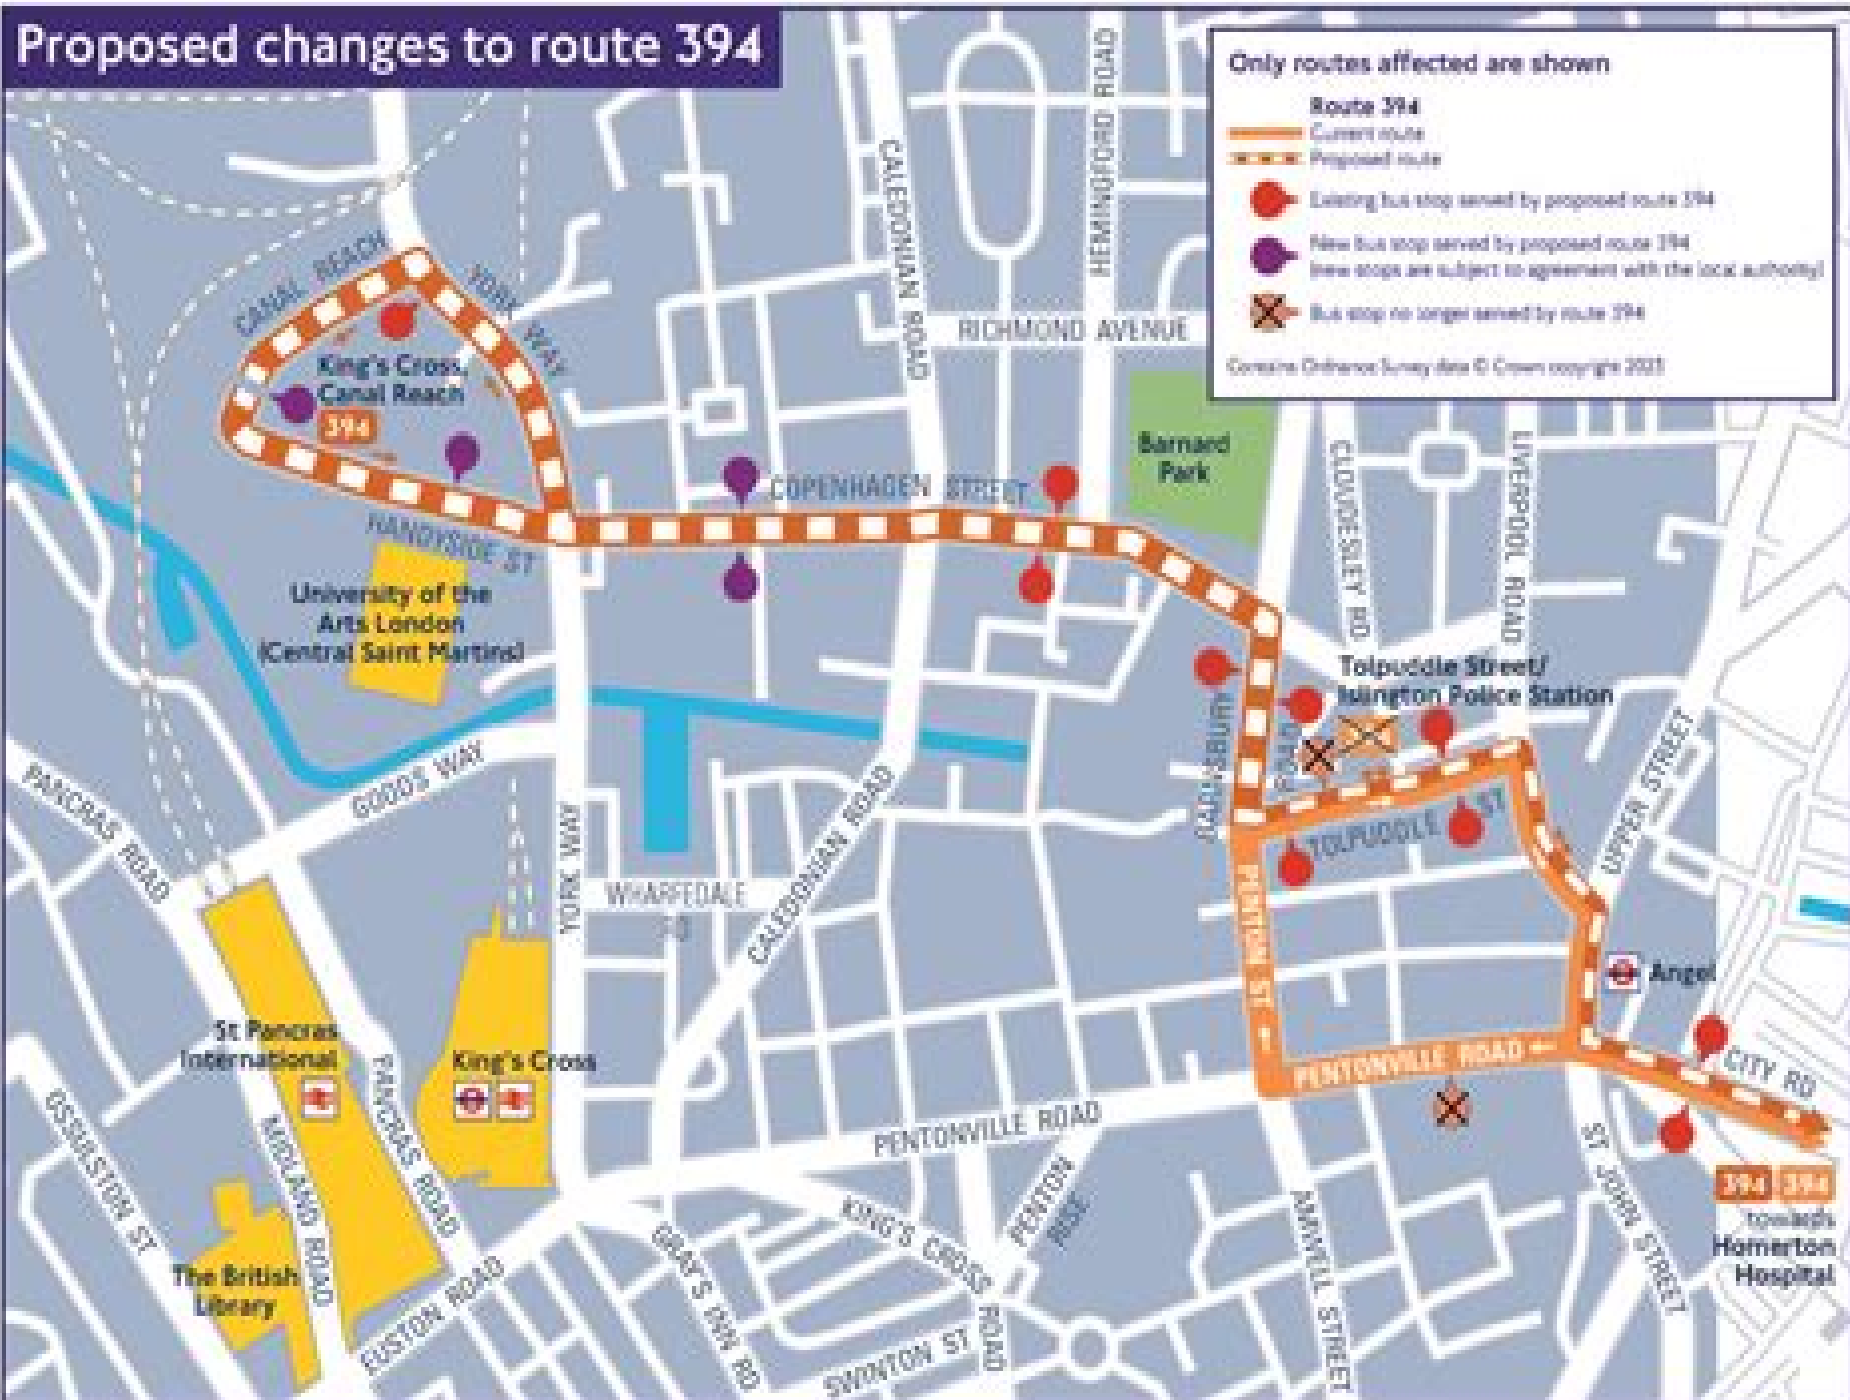 Proposed changes to route 394
Only routes affected are shown
Route 394
Current route
Proposed route
Existing bus stop served by proposed route 394
New bus stop served by proposed route 394
(new stops are subject to agreement with the local authority)
Bus stop no longer served by route 394
Contains Ordnance Survey data © Crown copyright 2023
CANAL REACH
YORK WAY
CALEDONIAN ROAD
HEMINGFORD ROAD
RICHMOND AVENUE
King's Cross,
Canal Reach
394
Barnard
Park
COPENHAGEN STREET
CLOUDESLEY RD
LIVERPOOL ROAD
HANDYSIDE ST
University of the
Arts London
(Central Saint Martins)
Tolpuddle Street/
Islington Police Station
BARNSBURY
ROAD
TOLPUDDLE ST
UPPER STREET
GOODS WAY
PANCRAS ROAD
YORK WAY
WHARFEDALE
RD
CALEDONIAN ROAD
PENTON ST
Angel
St Pancras
International
King's Cross
PENTONVILLE ROAD
CITY RD
PENTONVILLE ROAD
OSSULSTON ST
MIDLAND ROAD
PANCRAS ROAD
PENTON
RISE
KING'S CROSS ROAD
GRAY'S INN RD
AMWELL STREET
ST JOHN STREET
394 394
towards
Homerton
Hospital
The British
Library
EUSTON ROAD
SWINTON ST